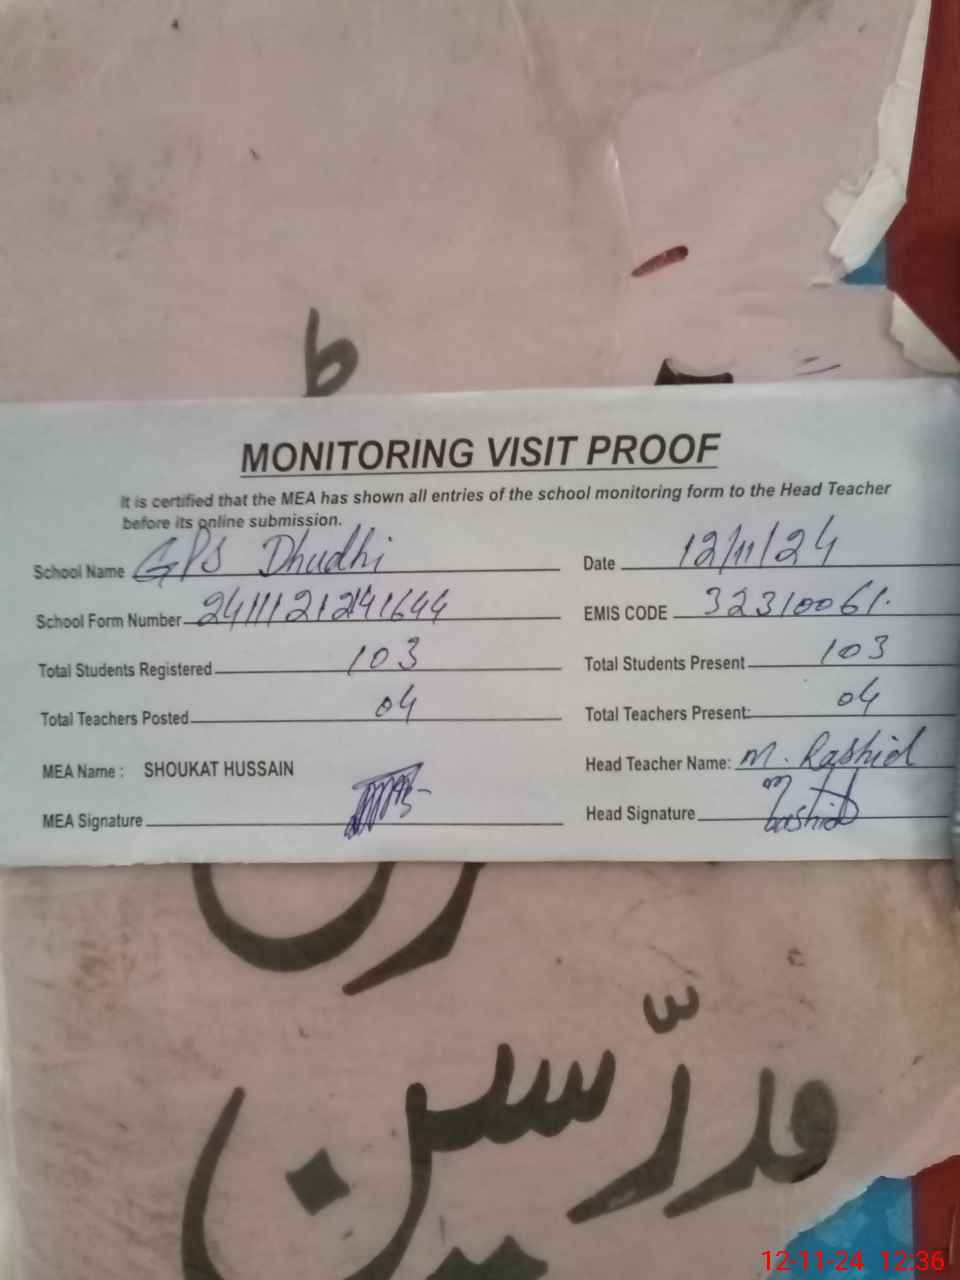 ط
MONITORING VISIT PROOF
It is certified that the MEA has shown all entries of the school monitoring form to the Head Teacher
before its online submission.
School Name GPS Dhudhi Date 12/11/24
School Form Number EMIS CODE 32310061.
Total Students Registered 103 Total Students Present 103
Total Teachers Posted 04 Total Teachers Present: 04
MEA Name : SHOUKAT HUSSAIN Head Teacher Name: M. Rashid
MEA Signature Head Signature M Rashid
مدرسین
12-11-24 12:36